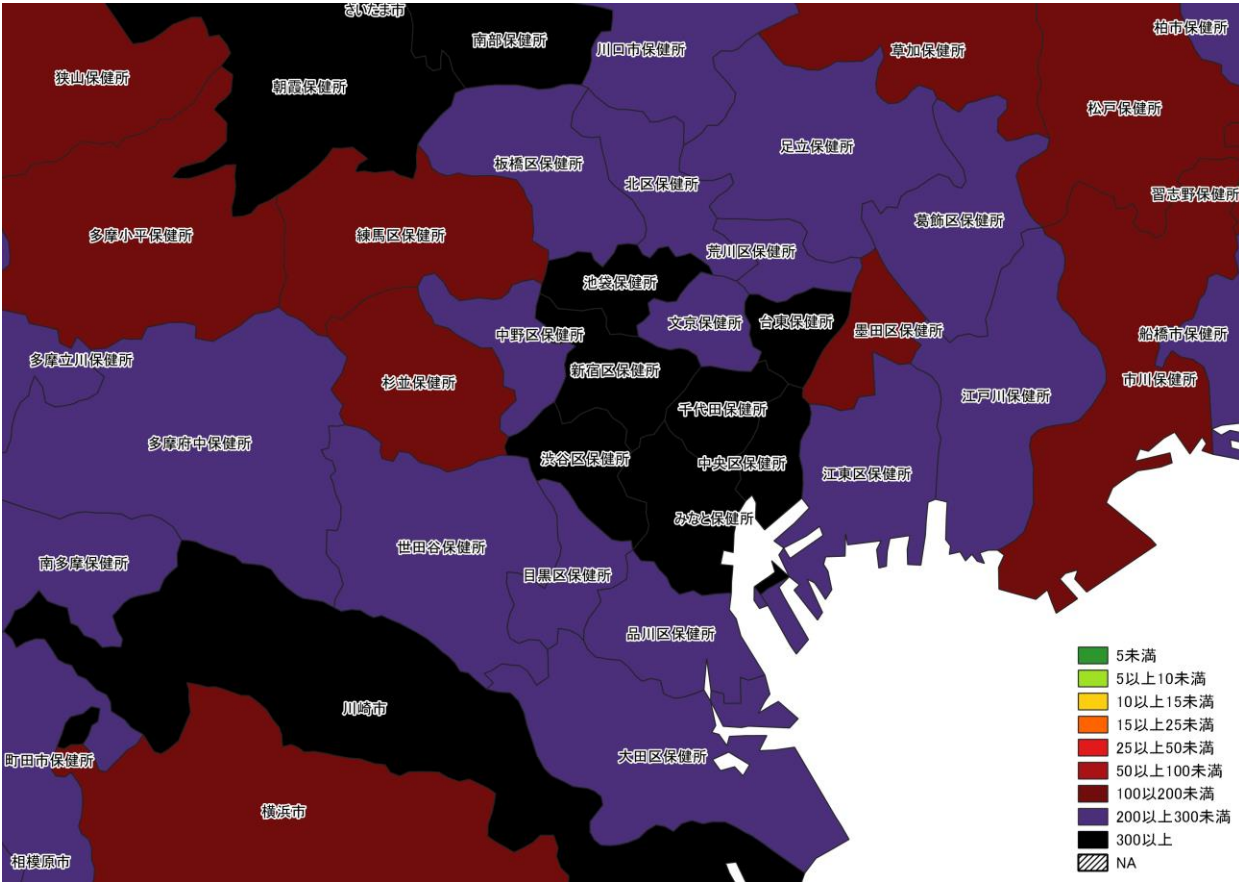 さいたま市
南部保健所
川口市保健所
草加保健所
柏市保健所
狭山保健所
朝霞保健所
松戸保健所
板橋区保健所
足立保健所
北区保健所
習志野保健所
多摩小平保健所
練馬区保健所
葛飾区保健所
荒川区保健所
池袋保健所
文京保健所
台東保健所
中野区保健所
墨田区保健所
船橋市保健所
多摩立川保健所
新宿区保健所
杉並保健所
市川保健所
江戸川保健所
千代田保健所
多摩府中保健所
渋谷区保健所
中央区保健所
江東区保健所
みなと保健所
世田谷保健所
南多摩保健所
目黒区保健所
品川区保健所
川崎市
大田区保健所
町田市保健所
横浜市
相模原市
5未満
5以上10未満
10以上15未満
15以上25未満
25以上50未満
50以上100未満
100以200未満
200以上300未満
300以上
NA